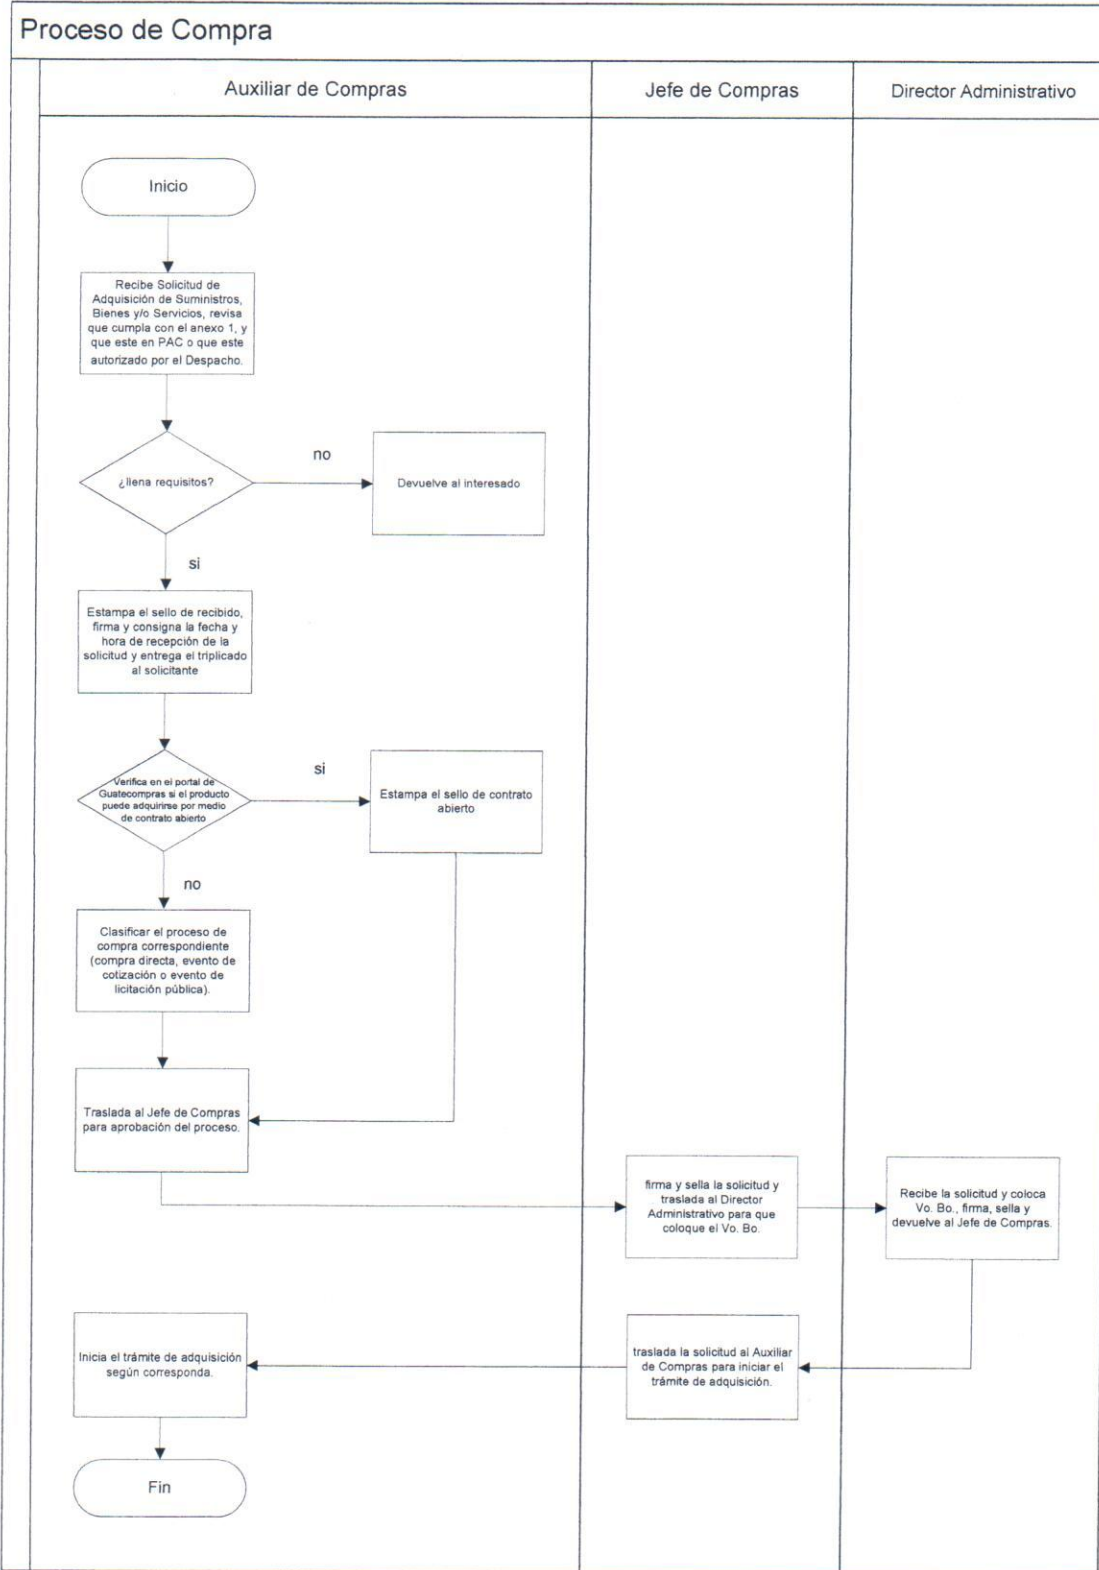 Proceso de Compra
Auxiliar de Compras
Jefe de Compras
Director Administrativo
Inicio
Recibe Solicitud de
Adquisición de Suministros,
Bienes y/o Servicios, revisa
que cumpla con el anexo 1, y
que este en PAC o que este
autorizado por el Despacho.
¿llena requisitos?
no
Devuelve al interesado
si
Estampa el sello de recibido,
firma y consigna la fecha y
hora de recepción de la
solicitud y entrega el triplicado
al solicitante
Verifica en el portal de
Guatecompras si el producto
puede adquirirse por medio
de contrato abierto
si
Estampa el sello de contrato
abierto
no
Clasificar el proceso de
compra correspondiente
(compra directa, evento de
cotización o evento de
licitación pública).
Traslada al Jefe de Compras
para aprobación del proceso.
firma y sella la solicitud y
traslada al Director
Administrativo para que
coloque el Vo. Bo.
Recibe la solicitud y coloca
Vo. Bo., firma, sella y
devuelve al Jefe de Compras.
traslada la solicitud al Auxiliar
de Compras para iniciar el
trámite de adquisición.
Inicia el trámite de adquisición
según corresponda.
Fin